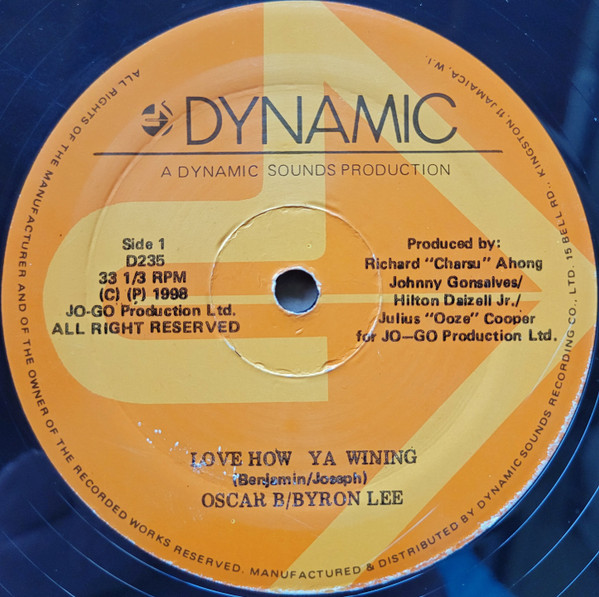 DYNAMIC
A DYNAMIC SOUNDS PRODUCTION
Side 1
D235
33 1/3 RPM
(C) (P) 1998
JO-GO Production Ltd.
ALL RIGHT RESERVED
Produced by:
Richard "Charsu" Ahong
Johnny Gonsalves/
Hilton Dalzell Jr./
Julius "Ooze" Cooper
for JO-GO Production Ltd.
LOVE HOW YA WINING
(Benjamin/Joseph)
OSCAR B/BYRON LEE
ALL RIGHTS OF THE MANUFACTURER AND OF THE OWNER OF THE RECORDED WORKS RESERVED. MANUFACTURED & DISTRIBUTED BY DYNAMIC SOUNDS RECORDING CO., LTD. 15 BELL RD., KINGSTON, 11 JAMAICA, W.I.